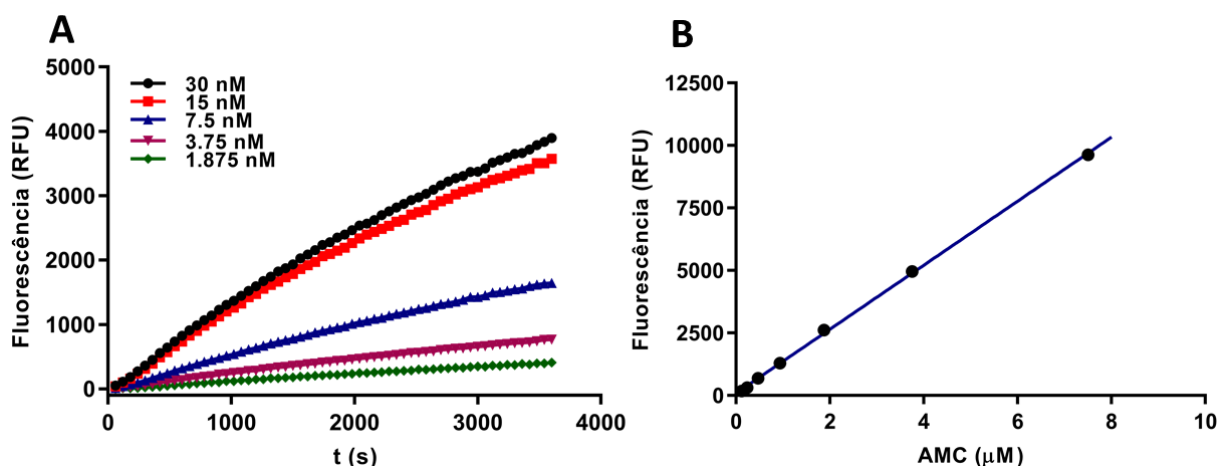 A
Fluorescência (RFU)
5000
4000
3000
2000
1000
0
30 nM
15 nM
7.5 nM
3.75 nM
1.875 nM
0 1000 2000 3000 4000
t (s)
B
Fluorescência (RFU)
12500
10000
7500
5000
2500
0
0 2 4 6 8 10
AMC (μM)